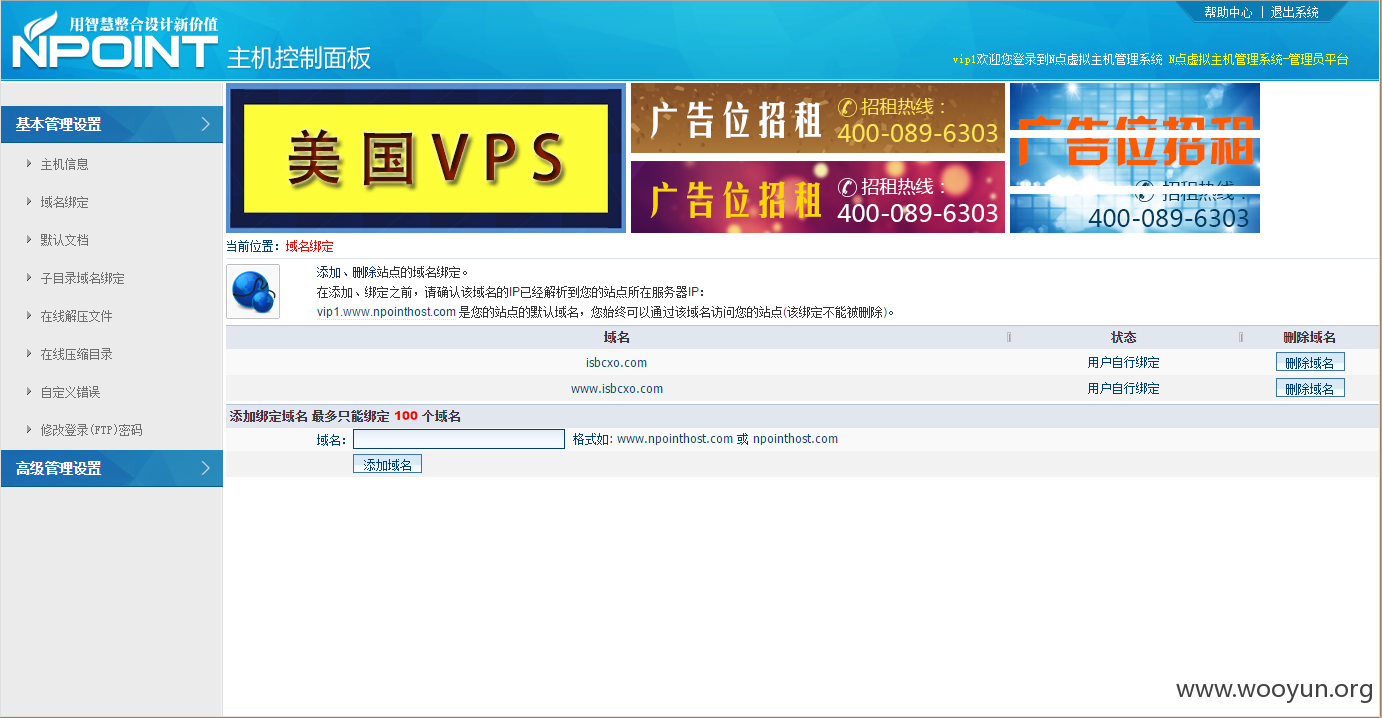 帮助中心 | 退出系统
用智慧整合设计新价值
NPOINT 主机控制面板
vip1欢迎您登录到N点虚拟主机管理系统 N点虚拟主机管理系统-管理员平台
基本管理设置
主机信息
域名绑定
默认文档
子目录域名绑定
在线解压文件
在线压缩目录
自定义错误
修改登录(FTP)密码
高级管理设置
美国VPS
广告位招租
招租热线：
400-089-6303
广告位招租
招租热线：
400-089-6303
广告位招租
招租热线：
400-089-6303
当前位置：域名绑定
添加、删除站点的域名绑定。
在添加、绑定之前，请确认该域名的IP已经解析到您的站点所在服务器IP：
vip1.www.npointhost.com 是您的站点的默认域名，您始终可以通过该域名访问您的站点(该绑定不能被删除)。
域名 状态 删除域名
isbcxo.com 用户自行绑定 删除域名
www.isbcxo.com 用户自行绑定 删除域名
添加绑定域名 最多只能绑定 100 个域名
域名： 格式如: www.npointhost.com 或 npointhost.com
添加域名
www.wooyun.org